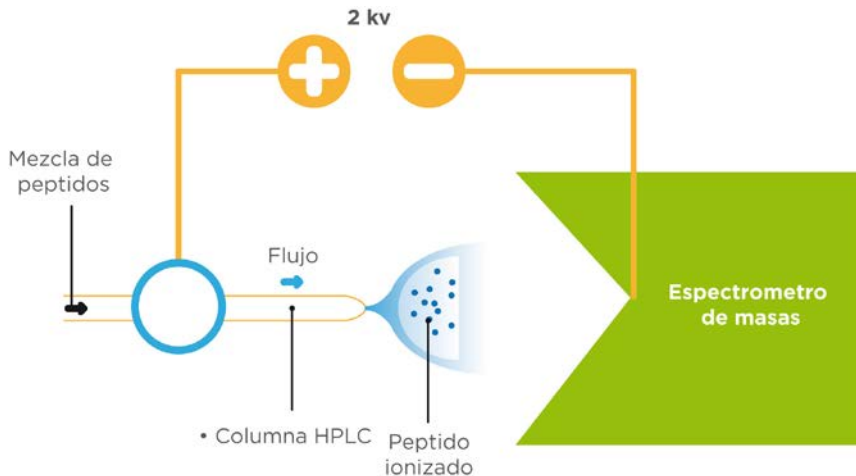 2 kv
Mezcla de
peptidos
Flujo
Espectrometro
de masas
• Columna HPLC
Peptido
ionizado